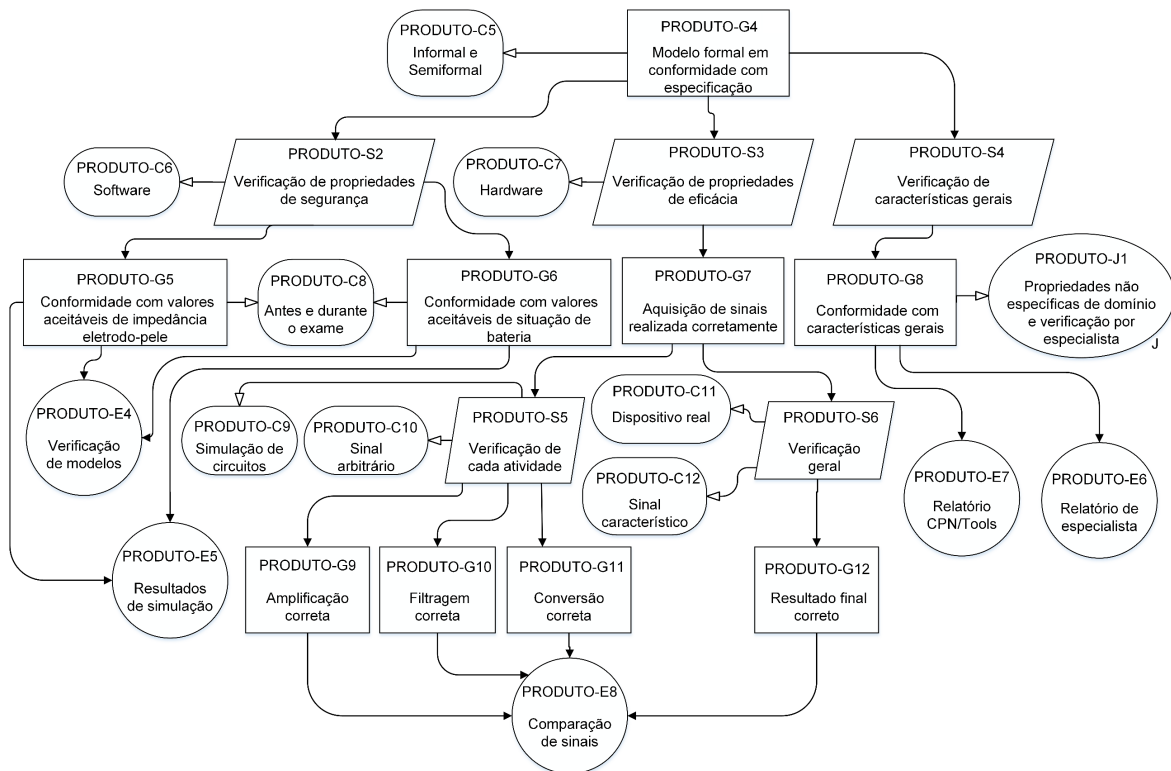 PRODUTO-C5
Informal e
Semiformal
PRODUTO-G4
Modelo formal em
conformidade com
especificação
PRODUTO-C6
Software
PRODUTO-S2
Verificação de propriedades
de segurança
PRODUTO-C7
Hardware
PRODUTO-S3
Verificação de propriedades
de eficácia
PRODUTO-S4
Verificação de
características gerais
PRODUTO-G5
Conformidade com valores
aceitáveis de impedância
eletrodo-pele
PRODUTO-C8
Antes e durante
o exame
PRODUTO-G6
Conformidade com valores
aceitáveis de situação de
bateria
PRODUTO-G7
Aquisição de sinais
realizada corretamente
PRODUTO-G8
Conformidade com
características gerais
PRODUTO-J1
Propriedades não
específicas de domínio
e verificação por
especialista
J
PRODUTO-E4
Verificação
de modelos
PRODUTO-C9
Simulação de
circuitos
PRODUTO-C10
Sinal
arbitrário
PRODUTO-S5
Verificação de
cada atividade
PRODUTO-C11
Dispositivo real
PRODUTO-S6
Verificação
geral
PRODUTO-C12
Sinal
característico
PRODUTO-E7
Relatório
CPN/Tools
PRODUTO-E6
Relatório de
especialista
PRODUTO-E5
Resultados
de simulação
PRODUTO-G9
Amplificação
correta
PRODUTO-G10
Filtragem
correta
PRODUTO-G11
Conversão
correta
PRODUTO-G12
Resultado final
correto
PRODUTO-E8
Comparação
de sinais